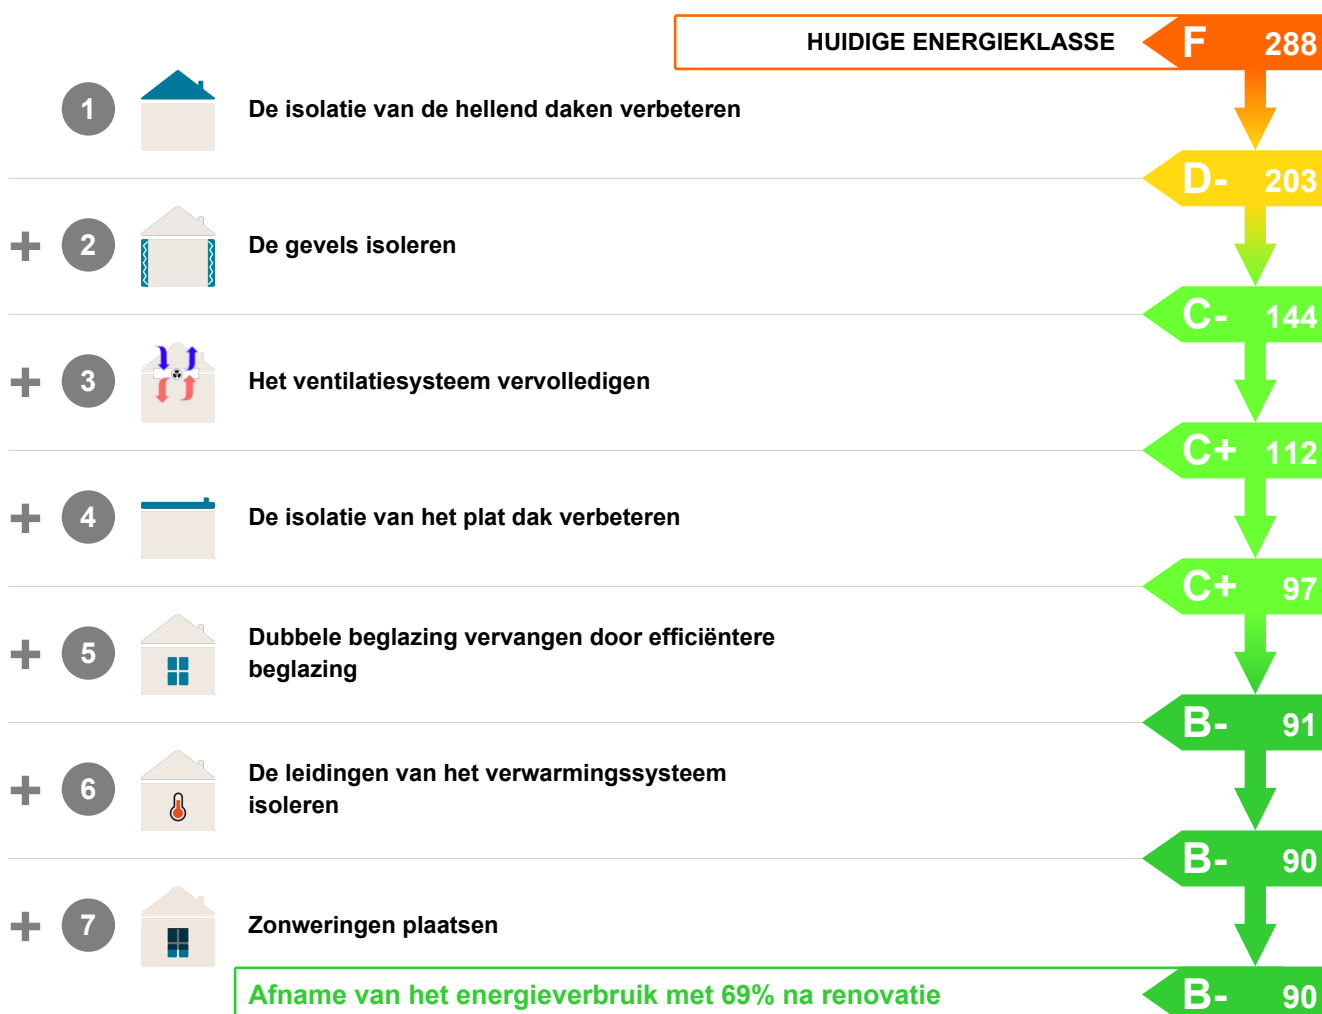 HUIDIGE ENERGIEKLASSE F 288
1 De isolatie van de hellend daken verbeteren
D- 203
+ 2 De gevels isoleren
C- 144
+ 3 Het ventilatiesysteem vervolledigen
C+ 112
+ 4 De isolatie van het plat dak verbeteren
C+ 97
+ 5 Dubbele beglazing vervangen door efficiëntere
beglazing
B- 91
+ 6 De leidingen van het verwarmingssysteem
isoleren
B- 90
+ 7 Zonweringen plaatsen
Afname van het energieverbruik met 69% na renovatie B- 90